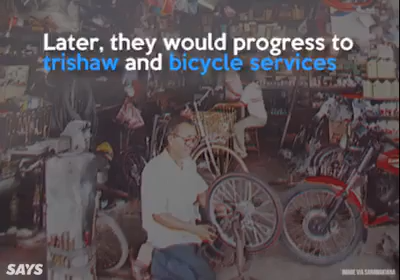 Later, they would progress to
trishaw and bicycle services
SAYS